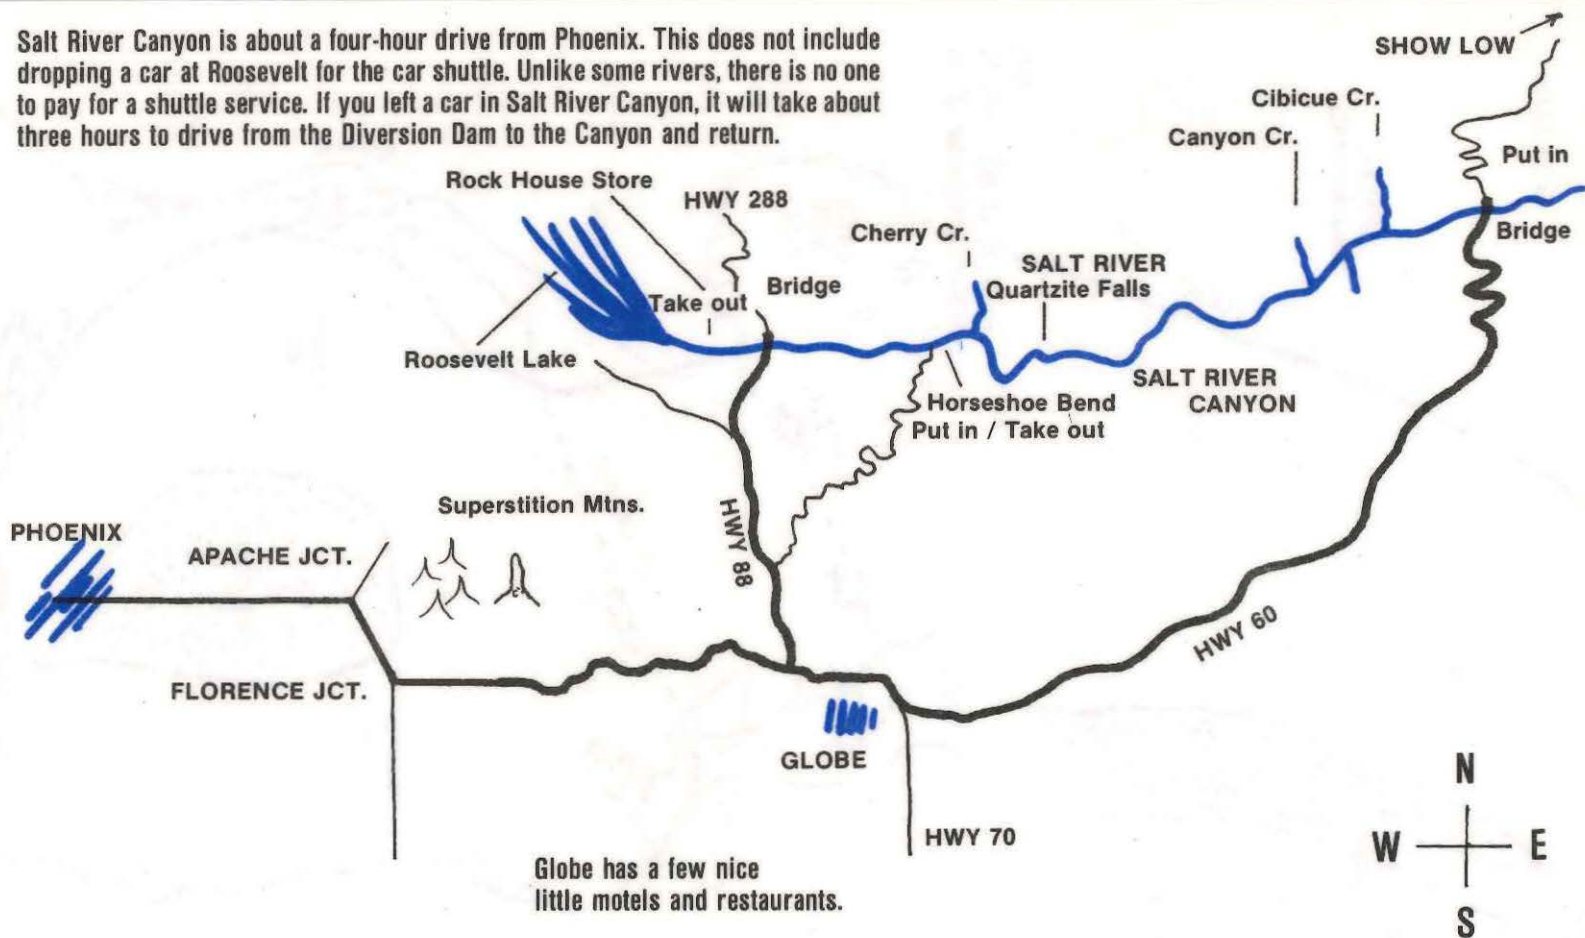 Salt River Canyon is about a four-hour drive from Phoenix. This does not include
dropping a car at Roosevelt for the car shuttle. Unlike some rivers, there is no one
to pay for a shuttle service. If you left a car in Salt River Canyon, it will take about
three hours to drive from the Diversion Dam to the Canyon and return.
SHOW LOW
Cibicue Cr.
Canyon Cr.
Put in
Rock House Store
HWY 288
Cherry Cr.
Bridge
SALT RIVER
Quartzite Falls
Bridge
Take out
Roosevelt Lake
SALT RIVER
CANYON
Horseshoe Bend
Put in / Take out
Superstition Mtns.
HWY 88
PHOENIX
APACHE JCT.
HWY 60
FLORENCE JCT.
GLOBE
HWY 70
N
W
E
S
Globe has a few nice
little motels and restaurants.